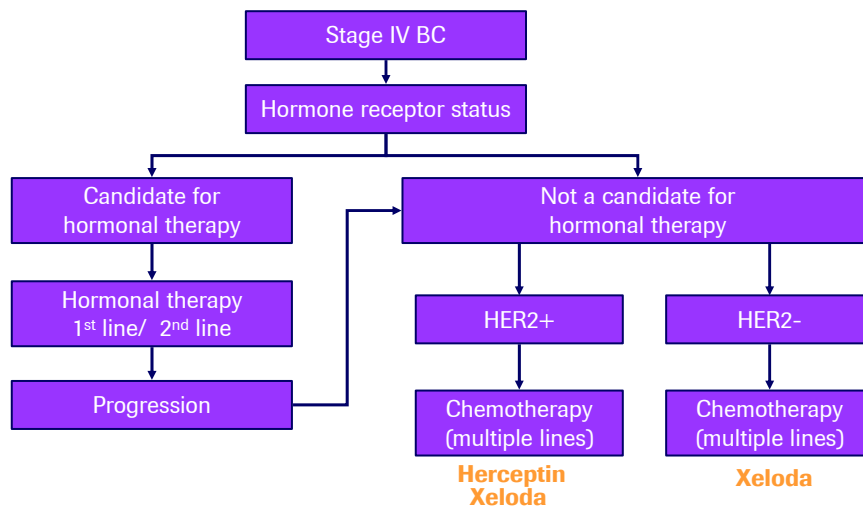 Stage IV BC
Hormone receptor status
Candidate for
hormonal therapy
Not a candidate for
hormonal therapy
Hormonal therapy
1st line/ 2nd line
HER2+
HER2-
Progression
Chemotherapy
(multiple lines)
Chemotherapy
(multiple lines)
Herceptin
Xeloda
Xeloda